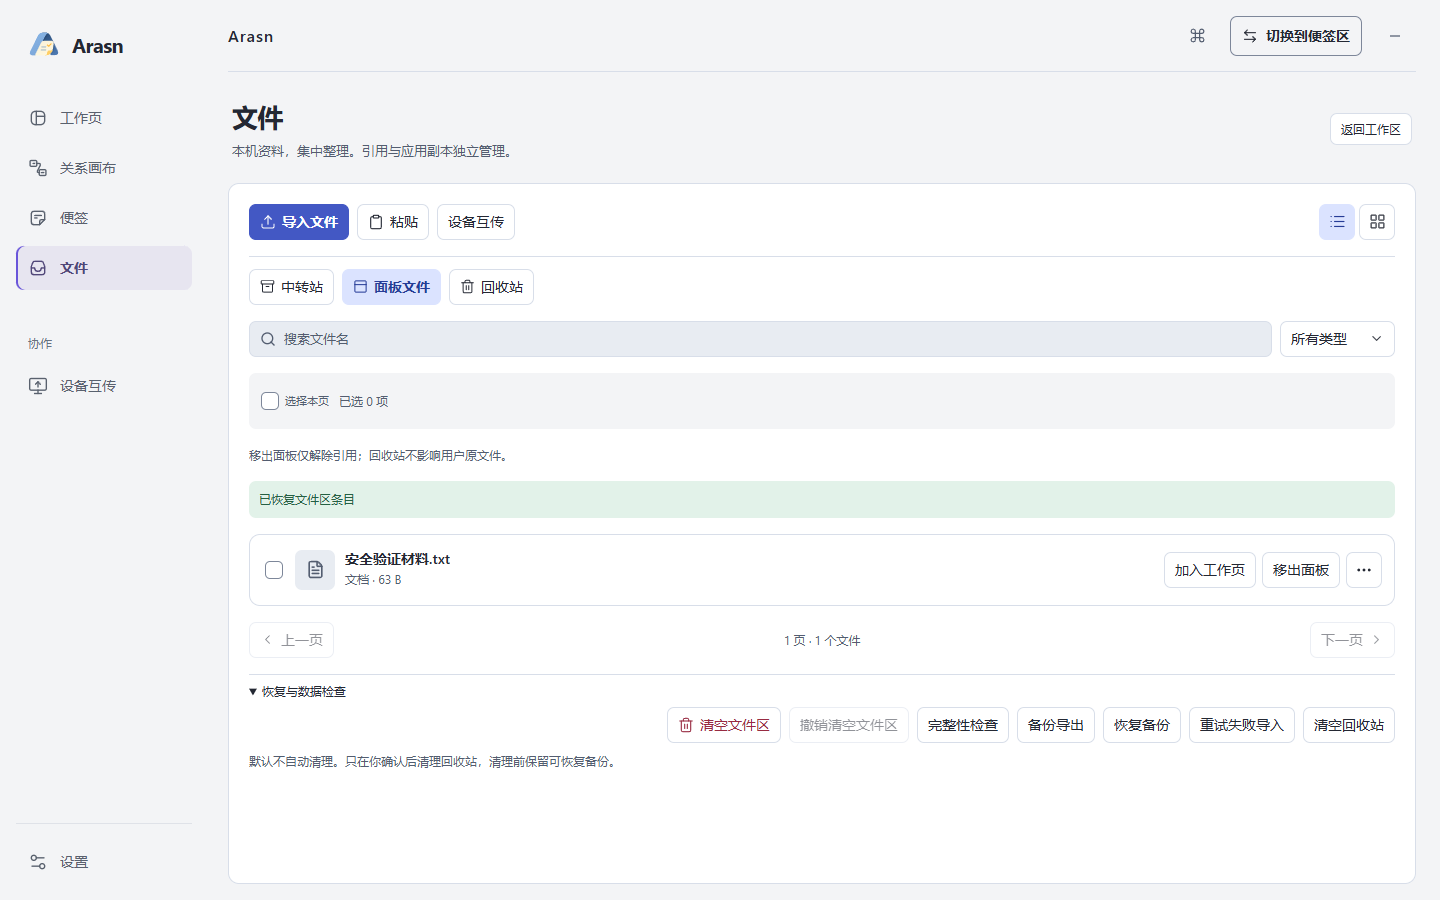 Arasn
Arasn
切换到便签区
工作页
关系画布
便签
文件
协作
设备互传
设置
文件
本机资料，集中整理。引用与应用副本独立管理。
返回工作区
导入文件 粘贴 设备互传
中转站 面板文件 回收站
搜索文件名 所有类型
选择本页 已选 0 项
移出面板仅解除引用；回收站不影响用户原文件。
已恢复文件区条目
安全验证材料.txt
文档 · 63 B
加入工作页 移出面板
上一页 1 页 · 1 个文件 下一页
恢复与数据检查
清空文件区 撤销清空文件区 完整性检查 备份导出 恢复备份 重试失败导入 清空回收站
默认不自动清理。只在你确认后清理回收站，清理前保留可恢复备份。